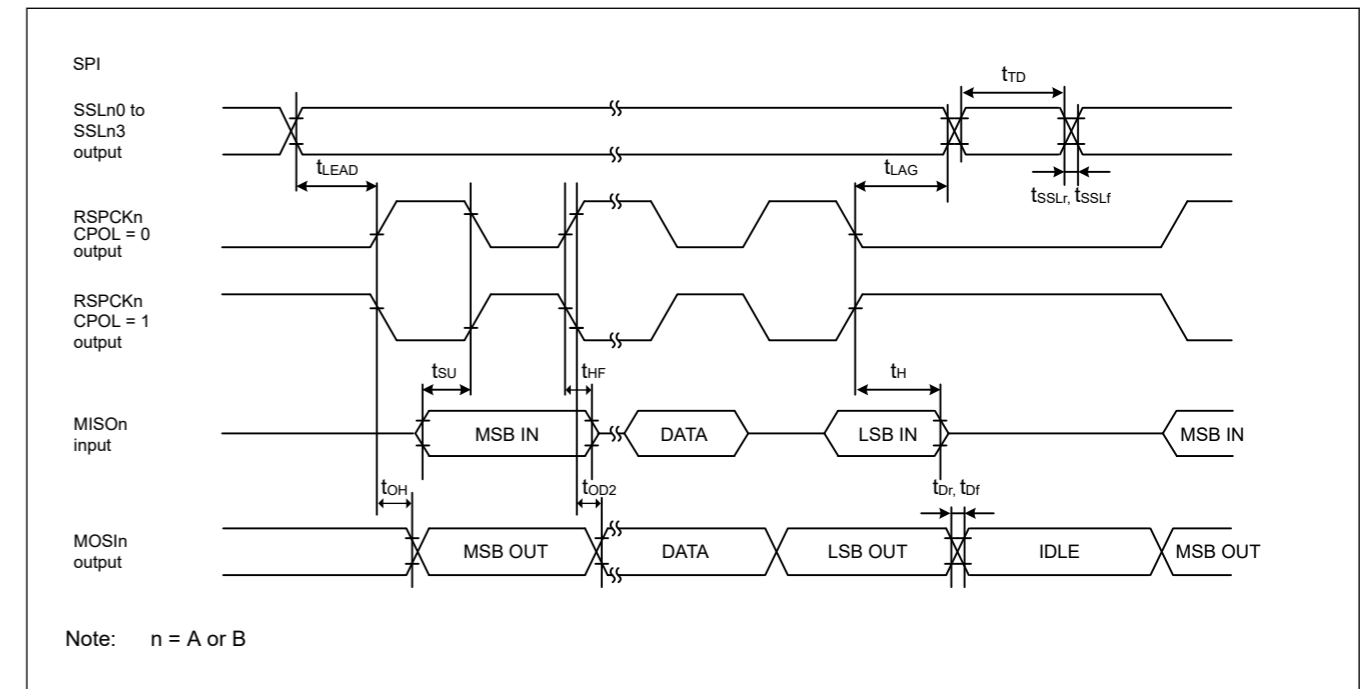 SPI
tTD
SSLn0 to
SSLn3
output
tLEAD
tLAG
tSSLr, tSSLf
RSPCKn
CPOL = 0
output
RSPCKn
CPOL = 1
output
tSU
tHF
tH
MISOn
input
MSB IN
DATA
LSB IN
MSB IN
tOH
tOD2
tDr, tDf
MOSIn
output
MSB OUT
DATA
LSB OUT
IDLE
MSB OUT
Note: n = A or B